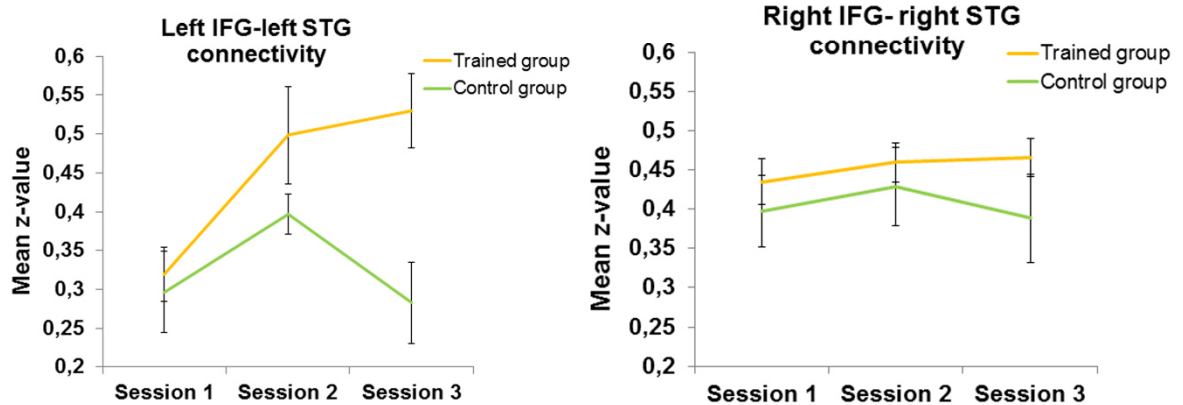 Left IFG-left STG
connectivity
Trained group
Control group
0,6
0,55
0,5
0,45
0,4
0,35
0,3
0,25
0,2
Mean z-value
Session 1 Session 2 Session 3
Right IFG- right STG
connectivity
Trained group
Control group
0,6
0,55
0,5
0,45
0,4
0,35
0,3
0,25
0,2
Mean z-value
Session 1 Session 2 Session 3